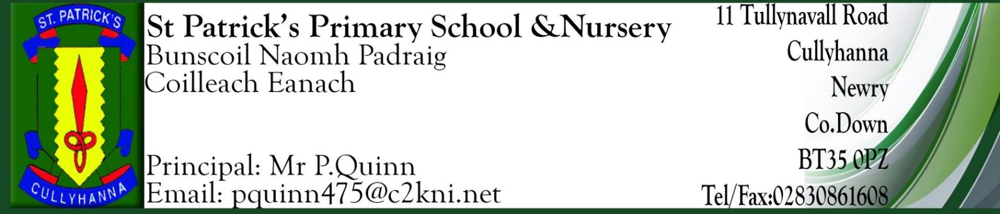 ST. PATRICK'S
CULLYHANNA
St Patrick's Primary School &Nursery
Bunscoil Naomh Padraig
Coilleach Eanach
Principal: Mr P.Quinn
Email: pquinn475@c2kni.net
11 Tullynavall Road
Cullyhanna
Newry
Co.Down
BT35 0PZ
Tel/Fax:02830861608